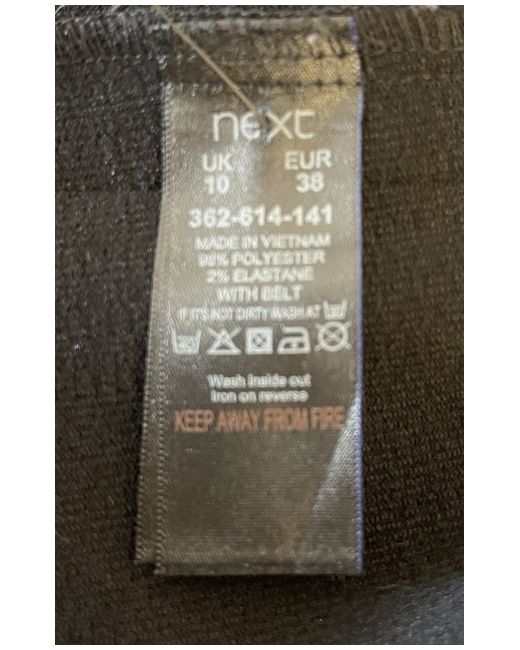 next
UK EUR
10 38
362-614-141
MADE IN VIETNAM
98% POLYESTER
2% ELASTANE
WITH BELT
IF IT'S NOT DIRTY WASH AT
Wash inside out
Iron on reverse
KEEP AWAY FROM FIRE